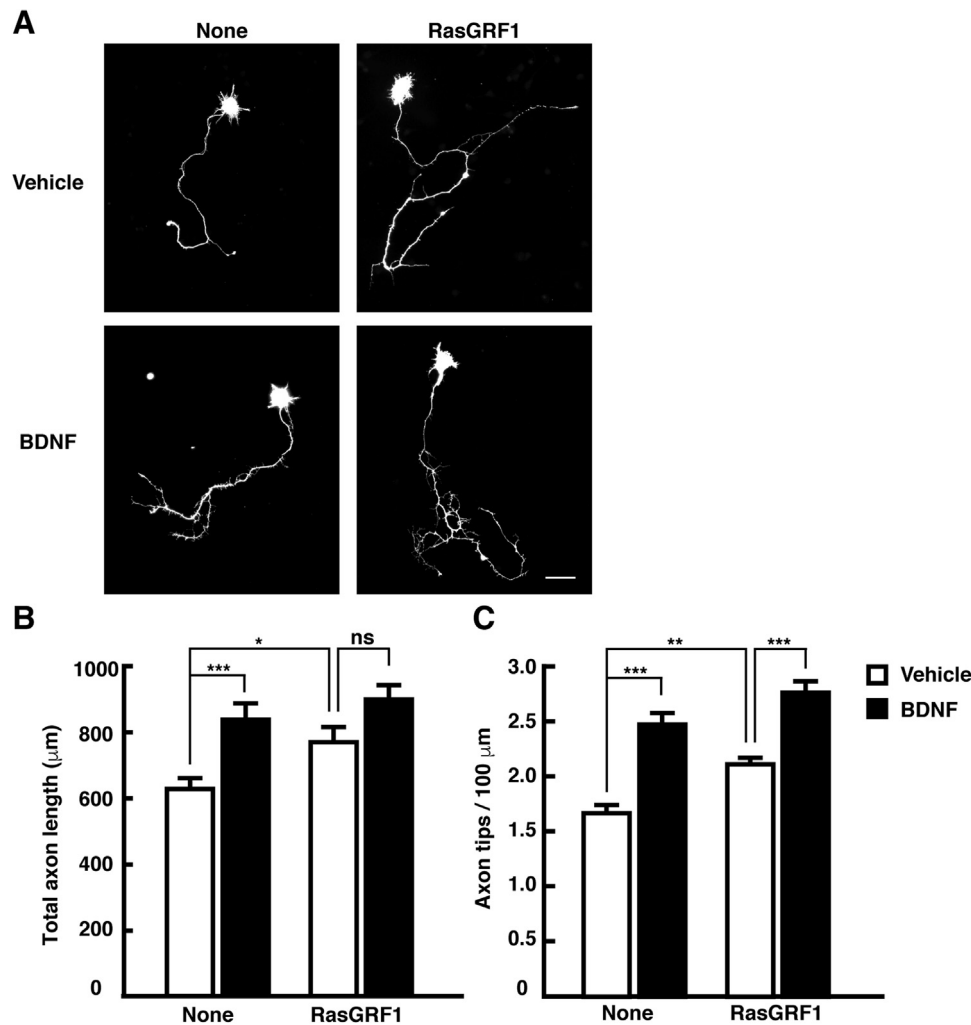 A
None RasGRF1
Vehicle
BDNF
B
* ns
***
1000
800
600
400
200
0
Total axon length (μm)
None RasGRF1
C
** ***
***
3.0
2.5
2.0
1.5
1.0
0.5
0
Axon tips / 100 μm
None RasGRF1
Vehicle
BDNF